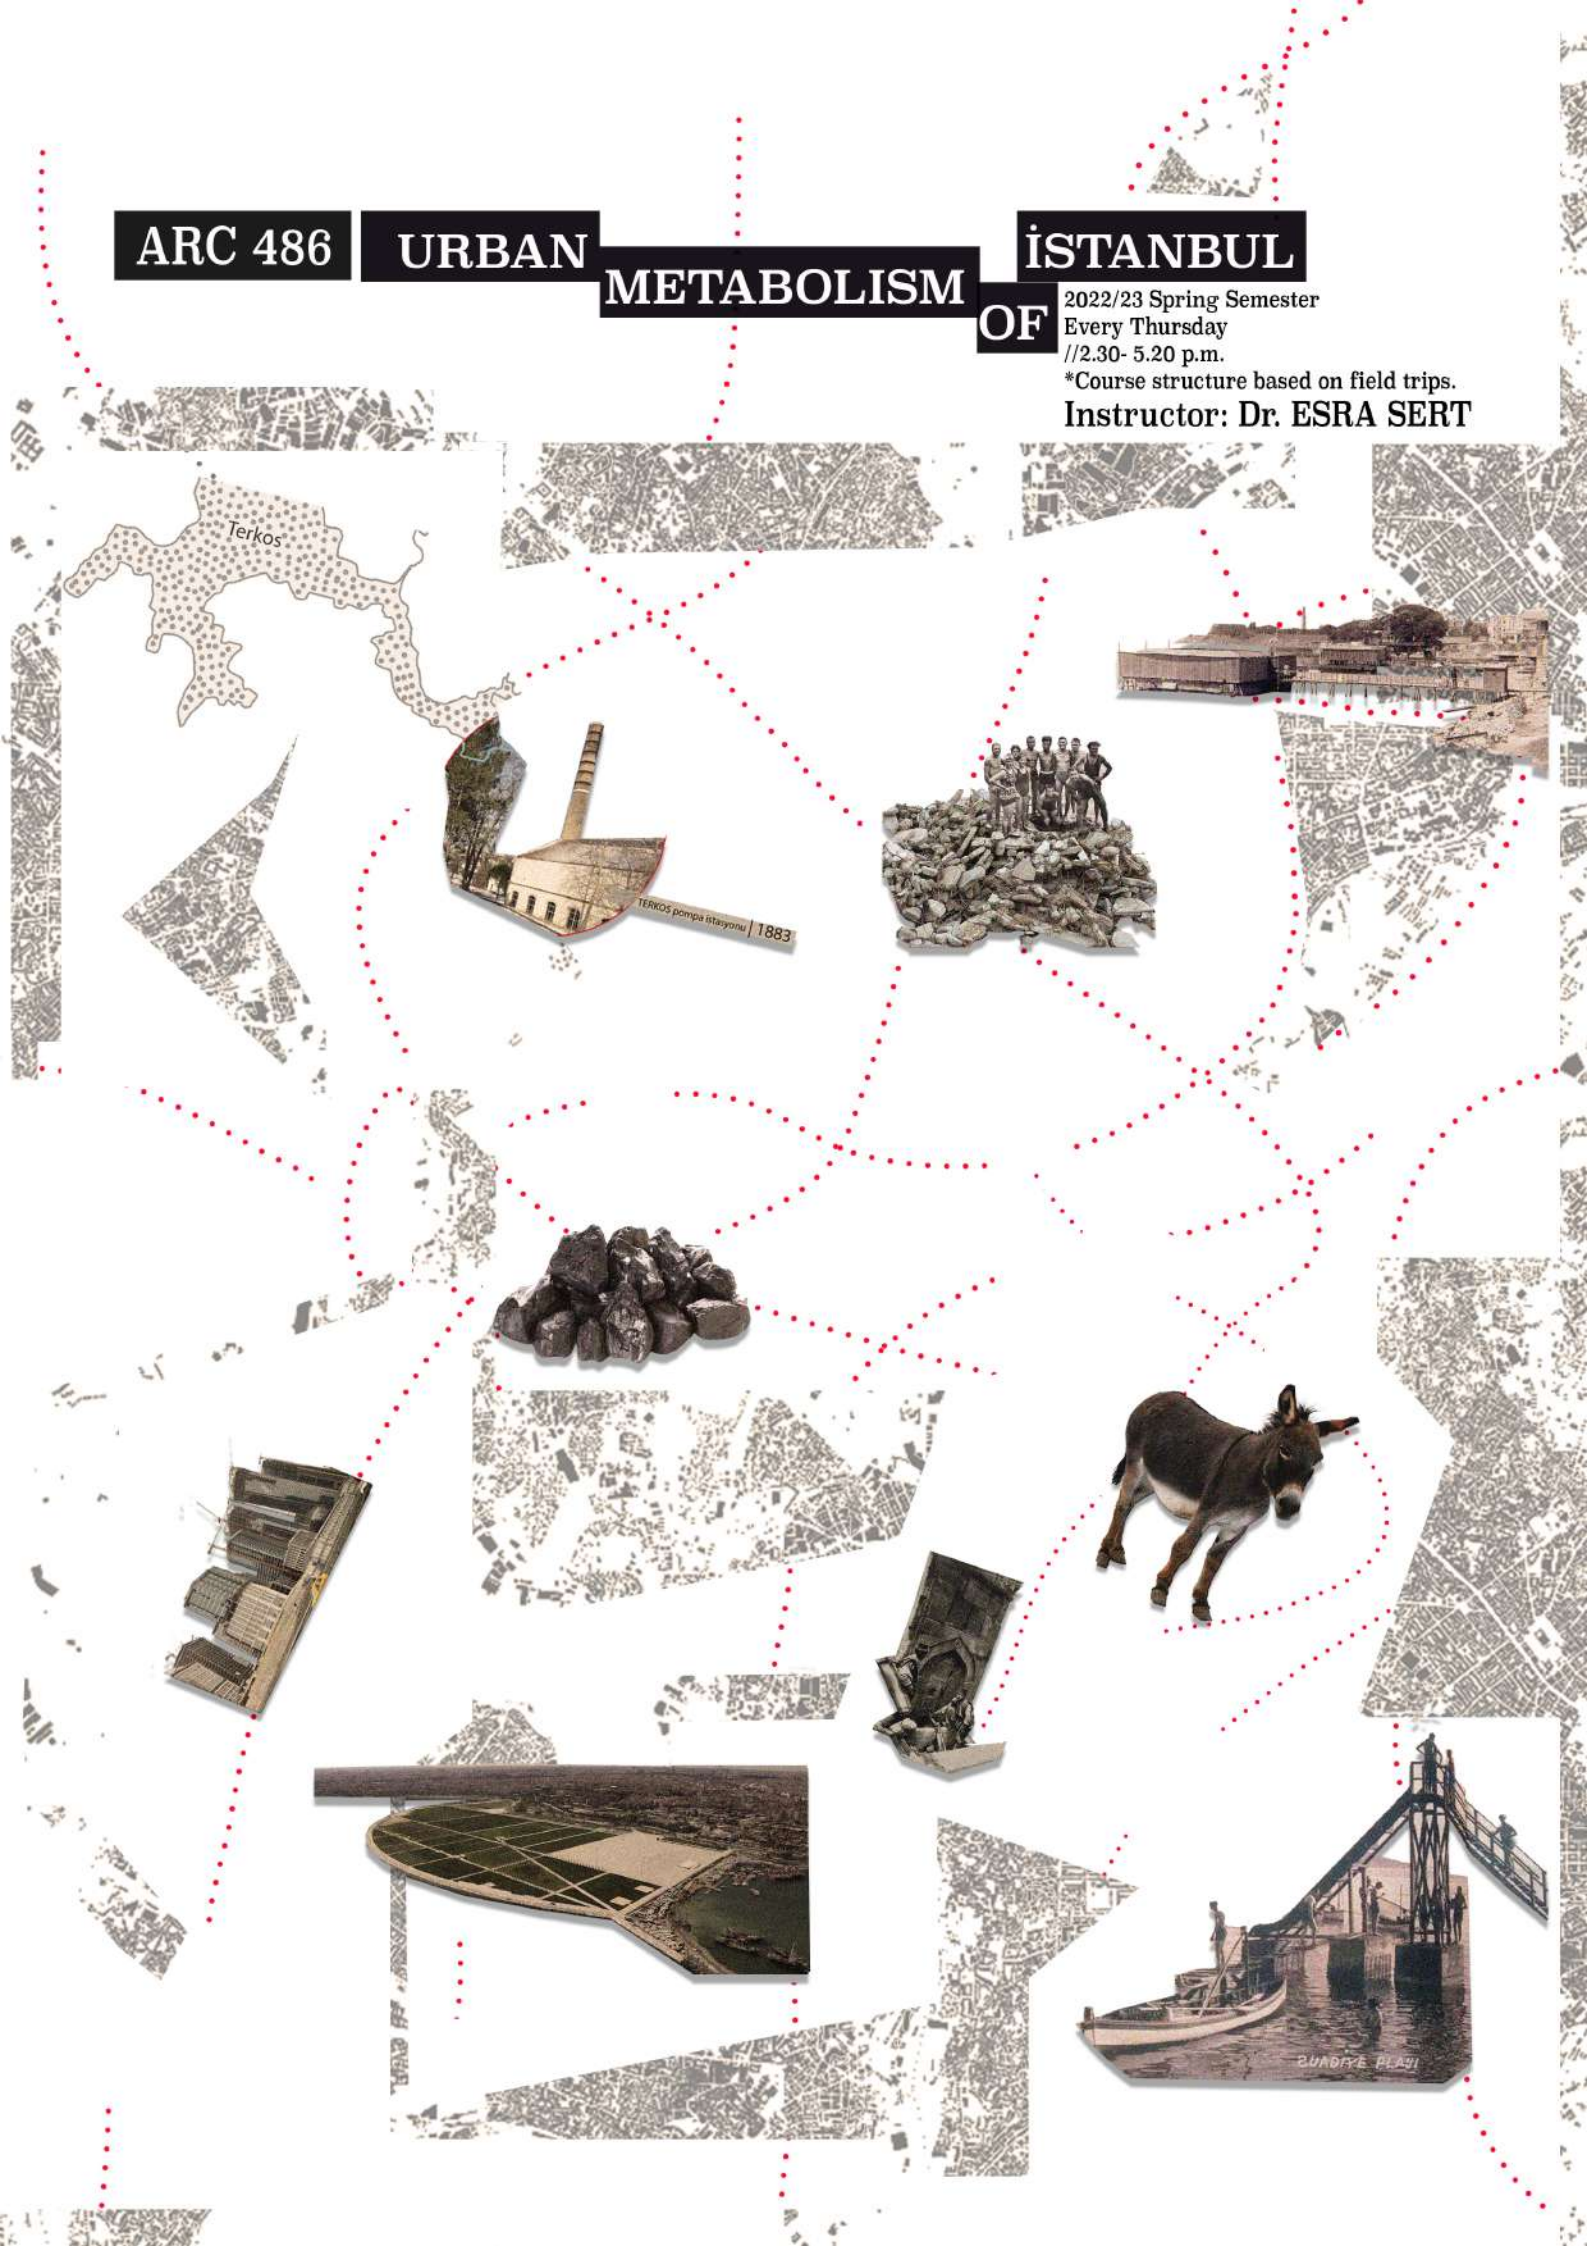 ARC 486 URBAN METABOLISM OF İSTANBUL
2022/23 Spring Semester
Every Thursday
//2.30- 5.20 p.m.
*Course structure based on field trips.
Instructor: Dr. ESRA SERT
Terkos
TERKOS pompa istasyonu | 1883
SUADİYE PLAJI